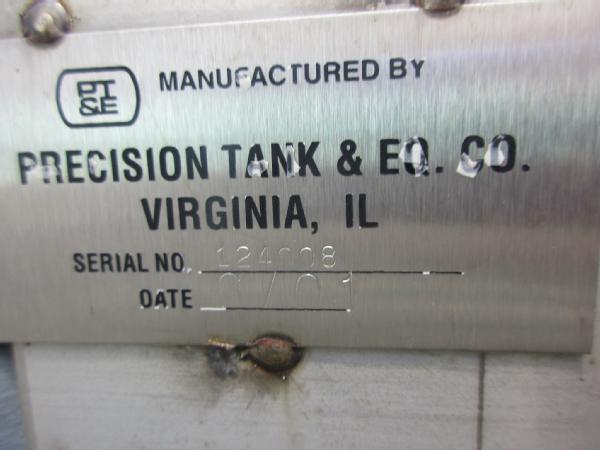 PT
&E
MANUFACTURED BY
PRECISION TANK & EQ. CO.
VIRGINIA, IL
SERIAL NO.
DATE